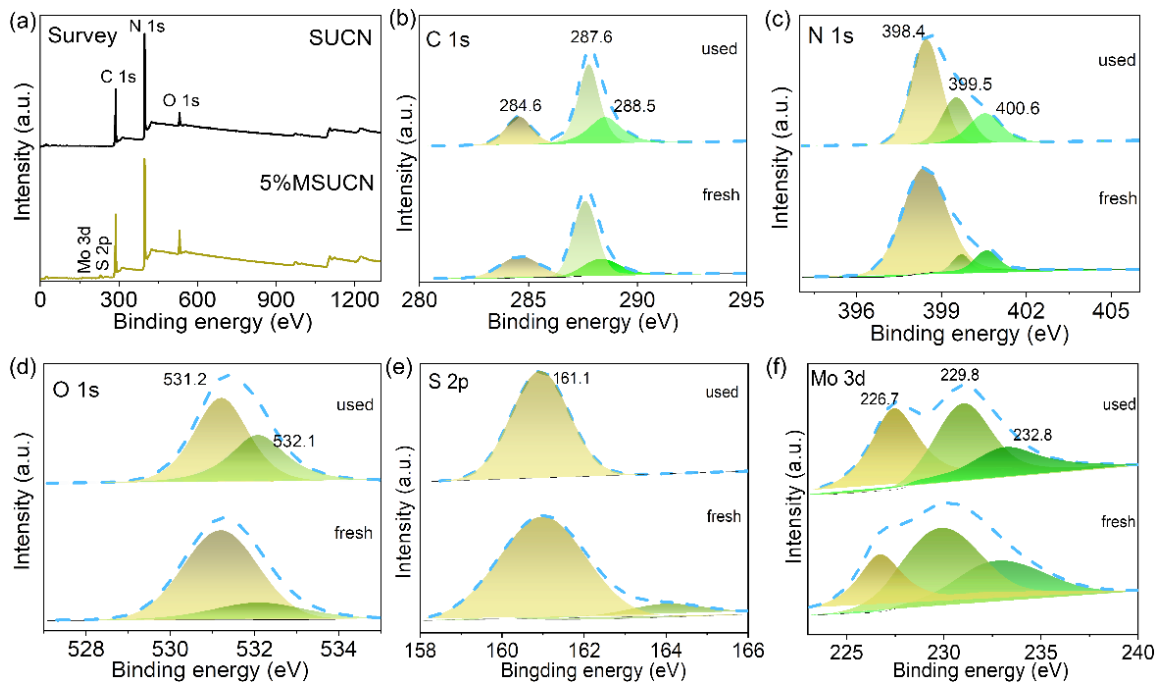 (a)
Survey
SUCN
N 1s
C 1s
O 1s
5%MSUCN
Mo 3d
S 2p
Intensity (a.u.)
0 300 600 900 1200
Binding energy (eV)
(b)
C 1s
287.6
used
284.6
288.5
fresh
Intensity (a.u.)
280 285 290 295
Binding energy (eV)
(c)
N 1s
398.4
used
399.5
400.6
fresh
Intensity (a.u.)
396 399 402 405
Binding energy (eV)
(d)
O 1s
531.2
used
532.1
fresh
Intensity (a.u.)
528 530 532 534
Binding energy (eV)
(e)
S 2p
161.1
used
fresh
Intensity (a.u.)
158 160 162 164 166
Bingding energy (eV)
(f)
Mo 3d
229.8
226.7
used
232.8
fresh
Intensity (a.u.)
225 230 235 240
Binding energy (eV)